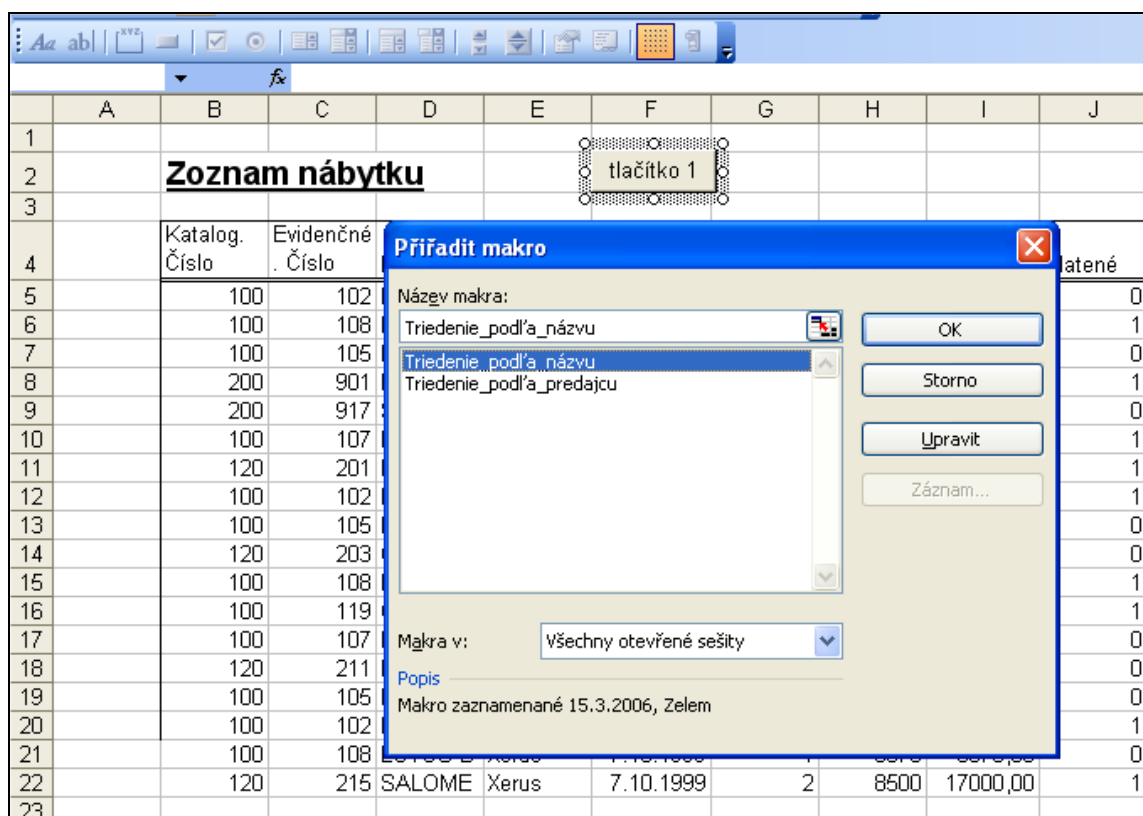 Aa ab| XYZ
fx
A B C D E F G H I J
1
2 Zoznam nábytku tlačítko 1
3
Katalog. Evidenčné
4 Číslo . Číslo latené
Přiřadit makro
Název makra:
Triedenie_podľa_názvu OK
Triedenie_podľa_názvu
Triedenie_podľa_predajcu Storno
Upravit
Záznam...
Makra v: Všechny otevřené sešity
Popis
Makro zaznamenané 15.3.2006, Zelem
5 100 102 0
6 100 108 1
7 100 105 0
8 200 901 1
9 200 917 0
10 100 107 1
11 120 201 1
12 100 102 1
13 100 105 0
14 120 203 0
15 100 108 1
16 100 119 1
17 100 107 0
18 120 211 0
19 100 105 0
20 100 102 1
21 100 108 0
22 120 215 SALOME Xerus 7.10.1999 2 8500 17000,00 1
23